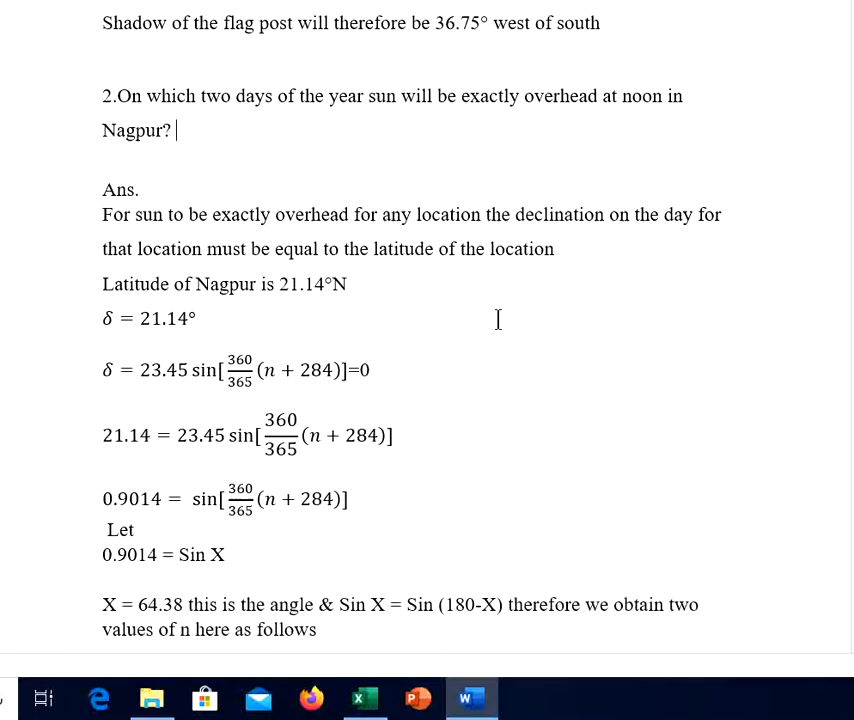 Shadow of the flag post will therefore be 36.75° west of south
2.On which two days of the year sun will be exactly overhead at noon in
Nagpur?
Ans.
For sun to be exactly overhead for any location the declination on the day for
that location must be equal to the latitude of the location
Latitude of Nagpur is 21.14°N
δ = 21.14°
δ = 23.45 sin[360/365 (n + 284)]=0
21.14 = 23.45 sin[360/365 (n + 284)]
0.9014 = sin[360/365 (n + 284)]
Let
0.9014 = Sin X
X = 64.38 this is the angle & Sin X = Sin (180-X) therefore we obtain two
values of n here as follows